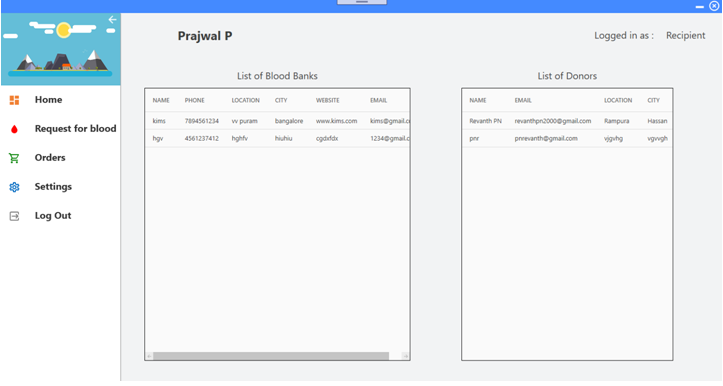 Prajwal P
Logged in as : Recipient
Home
Request for blood
Orders
Settings
Log Out
List of Blood Banks
NAME PHONE LOCATION CITY WEBSITE EMAIL
kims 7894561234 vv puram bangalore www.kims.com kims@gmail.c
hgv 4561237412 hghfv hiuhiu cgdxfdx 1234@gmail.c
List of Donors
NAME EMAIL LOCATION CITY
Revanth PN revanthpn2000@gmail.com Rampura Hassan
pnr pnrevanth@gmail.com vjgvhg vgvvgh